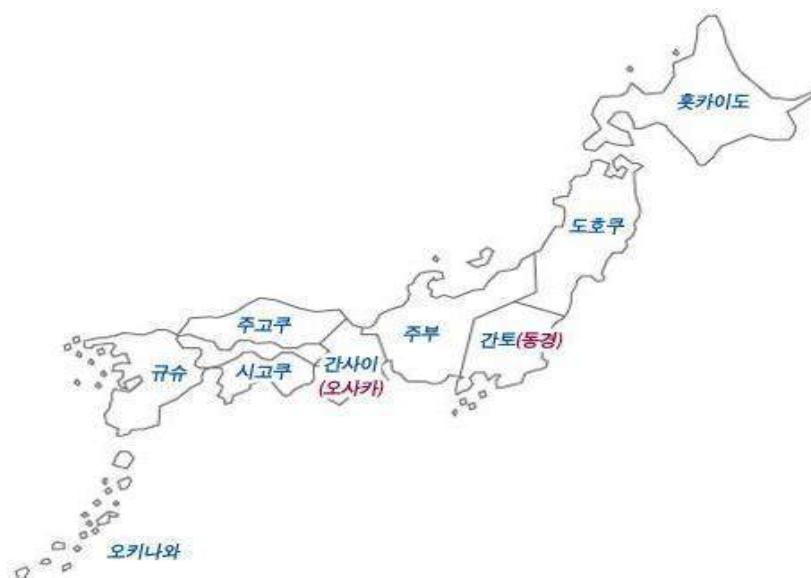 홋카이도
도호쿠
주고쿠
주부
간토(동경)
규슈
시고쿠
간사이
(오사카)
오키나와